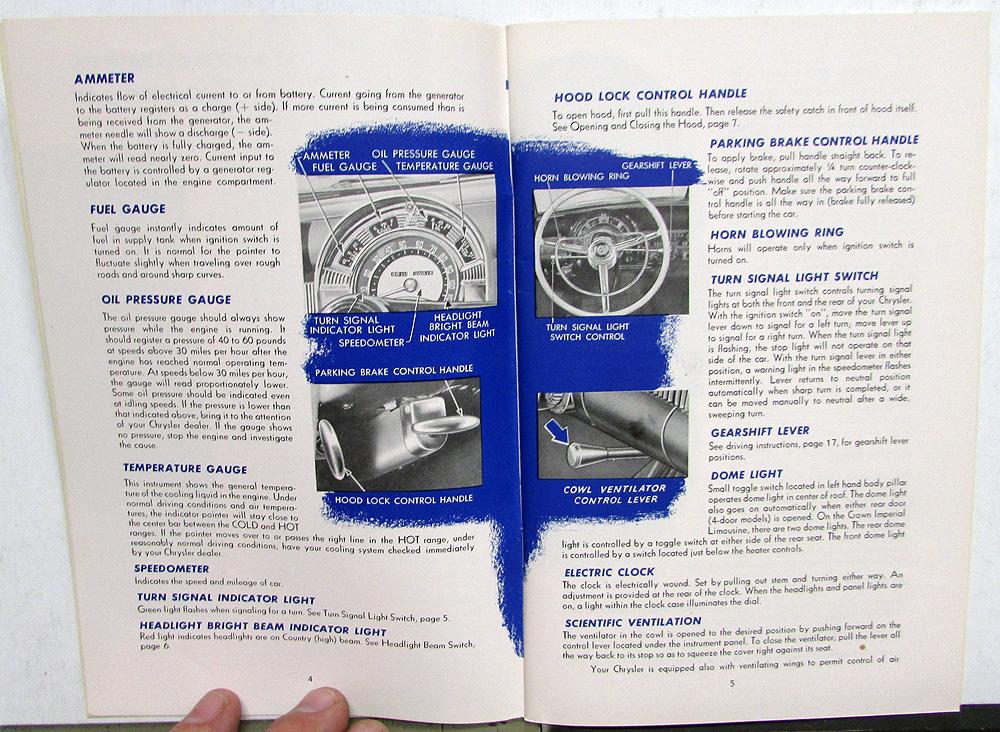 AMMETER
Indicates flow of electrical current to or from battery. Current going from the generator
to the battery registers as a charge (+ side). If more current is being consumed than is
being received from the generator, the am-
meter needle will show a discharge (− side).
When the battery is fully charged, the am-
meter will read nearly zero. Current input to
the battery is controlled by a generator reg-
ulator located in the engine compartment.
FUEL GAUGE
Fuel gauge instantly indicates amount of
fuel in supply tank when ignition switch is
turned on. It is normal for the pointer to
fluctuate slightly when traveling over rough
roads and around sharp curves.
OIL PRESSURE GAUGE
The oil pressure gauge should always show
pressure while the engine is running. It
should register a pressure of 40 to 60 pounds
at speeds above 30 miles per hour after the
engine has reached normal operating tem-
perature. At speeds below 30 miles per hour,
the gauge will read proportionately lower.
Some oil pressure should be indicated even
at idling speeds. If the pressure is lower than
that indicated above, bring it to the attention
of your Chrysler dealer. If the gauge shows
no pressure, stop the engine and investigate
the cause.
TEMPERATURE GAUGE
This instrument shows the general tempera-
ture of the cooling liquid in the engine. Under
normal driving conditions and air tempera-
tures, the indicator pointer will stay close to
the center bar between the COLD and HOT
ranges. If the pointer moves over to or passes the right line in the HOT range, under
reasonably normal driving conditions, have your cooling system checked immediately
by your Chrysler dealer.
SPEEDOMETER
Indicates the speed and mileage of car.
TURN SIGNAL INDICATOR LIGHT
Green light flashes when signaling for a turn. See Turn Signal Light Switch, page 5.
HEADLIGHT BRIGHT BEAM INDICATOR LIGHT
Red light indicates headlights are on Country (high) beam. See Headlight Beam Switch,
page 6.
4
AMMETER OIL PRESSURE GAUGE
FUEL GAUGE TEMPERATURE GAUGE
TURN SIGNAL
INDICATOR LIGHT
HEADLIGHT
BRIGHT BEAM
INDICATOR LIGHT
SPEEDOMETER
PARKING BRAKE CONTROL HANDLE
HOOD LOCK CONTROL HANDLE
HOOD LOCK CONTROL HANDLE
To open hood, first pull this handle. Then release the safety catch in front of hood itself.
See Opening and Closing the Hood, page 7.
GEARSHIFT LEVER
HORN BLOWING RING
TURN SIGNAL LIGHT
SWITCH CONTROL
COWL VENTILATOR
CONTROL LEVER
PARKING BRAKE CONTROL HANDLE
To apply brake, pull handle straight back. To re-
lease, rotate approximately ¼ turn counter-clock-
wise and push handle all the way forward to full
"off" position. Make sure the parking brake con-
trol handle is all the way in (brake fully released)
before starting the car.
HORN BLOWING RING
Horns will operate only when ignition switch is
turned on.
TURN SIGNAL LIGHT SWITCH
The turn signal light switch controls turning signal
lights at both the front and the rear of your Chrysler.
With the ignition switch "on", move the turn signal
lever down to signal for a left turn; move lever up
to signal for a right turn. When the turn signal light
is flashing, the stop light will not operate on that
side of the car. With the turn signal lever in either
position, a warning light in the speedometer flashes
intermittently. Lever returns to neutral position
automatically when sharp turn is completed, or it
can be moved manually to neutral after a wide,
sweeping turn.
GEARSHIFT LEVER
See driving instructions, page 17, for gearshift lever
positions.
DOME LIGHT
Small toggle switch located in left hand body pillar
operates dome light in center of roof. The dome light
also goes on automatically when either rear door
(4-door models) is opened. On the Crown Imperial
Limousine, there are two dome lights. The rear dome
light is controlled by a toggle switch at either side of the rear seat. The front dome light
is controlled by a switch located just below the heater controls.
ELECTRIC CLOCK
The clock is electrically wound. Set by pulling out stem and turning either way. An
adjustment is provided at the rear of the clock. When the headlights and panel lights are
on, a light within the clock case illuminates the dial.
SCIENTIFIC VENTILATION
The ventilator in the cowl is opened to the desired position by pushing forward on the
control lever located under the instrument panel. To close the ventilator, pull the lever off
the way back to its stop so as to squeeze the cover tight against its seat.
Your Chrysler is equipped also with ventilating wings to permit control of air
5